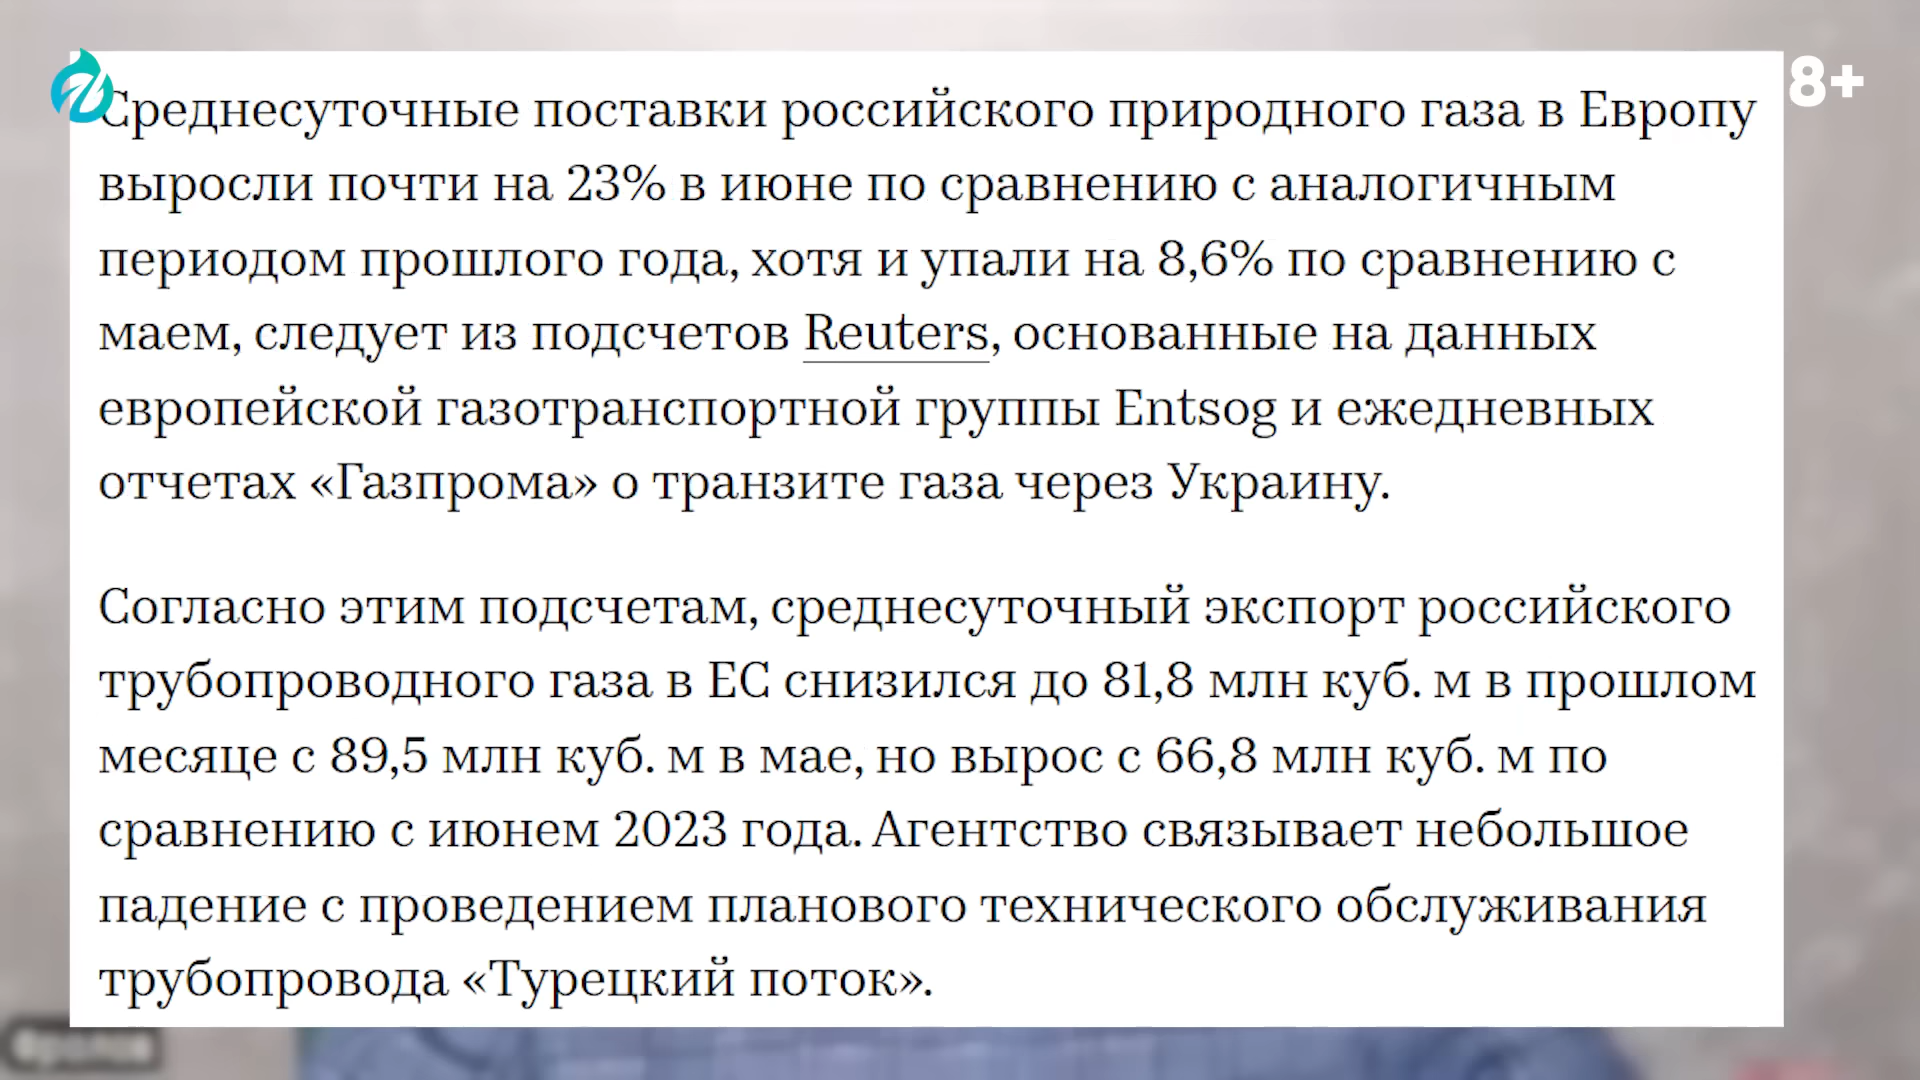 Среднесуточные поставки российского природного газа в Европу
выросли почти на 23% в июне по сравнению с аналогичным
периодом прошлого года, хотя и упали на 8,6% по сравнению с
маем, следует из подсчетов Reuters, основанные на данных
европейской газотранспортной группы Entsog и ежедневных
отчетах «Газпрома» о транзите газа через Украину.
Согласно этим подсчетам, среднесуточный экспорт российского
трубопроводного газа в ЕС снизился до 81,8 млн куб. м в прошлом
месяце с 89,5 млн куб. м в мае, но вырос с 66,8 млн куб. м по
сравнению с июнем 2023 года. Агентство связывает небольшое
падение с проведением планового технического обслуживания
трубопровода «Турецкий поток».
8+